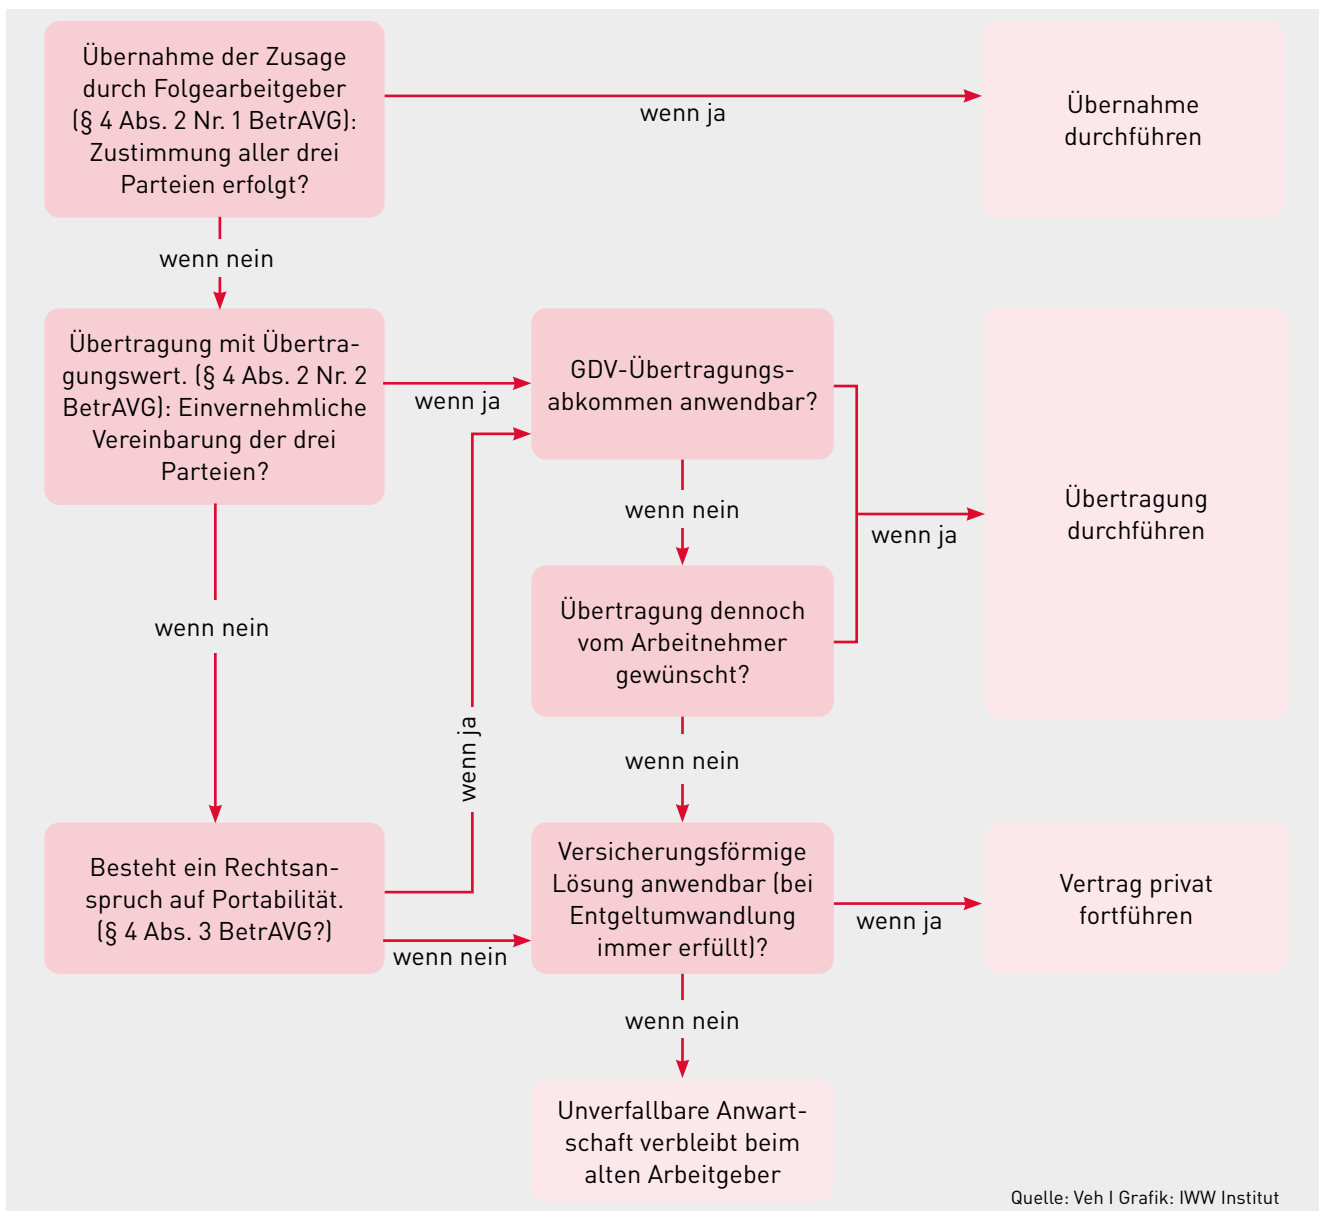 Übernahme der Zusage
durch Folgearbeitgeber
(§ 4 Abs. 2 Nr. 1 BetrAVG):
Zustimmung aller drei
Parteien erfolgt?
wenn ja
Übernahme
durchführen
wenn nein
Übertragung mit Übertra-
gungswert. (§ 4 Abs. 2 Nr. 2
BetrAVG): Einvernehmliche
Vereinbarung der drei
Parteien?
wenn ja
GDV-Übertragungs-
abkommen anwendbar?
wenn nein
wenn ja
Übertragung
durchführen
Übertragung dennoch
vom Arbeitnehmer
gewünscht?
wenn nein
wenn ja
wenn nein
Besteht ein Rechtsan-
spruch auf Portabilität.
(§ 4 Abs. 3 BetrAVG?)
wenn nein
Versicherungsförmige
Lösung anwendbar (bei
Entgeltumwandlung
immer erfüllt)?
wenn ja
Vertrag privat
fortführen
wenn nein
Unverfallbare Anwart-
schaft verbleibt beim
alten Arbeitgeber
Quelle: Veh I Grafik: IWW Institut